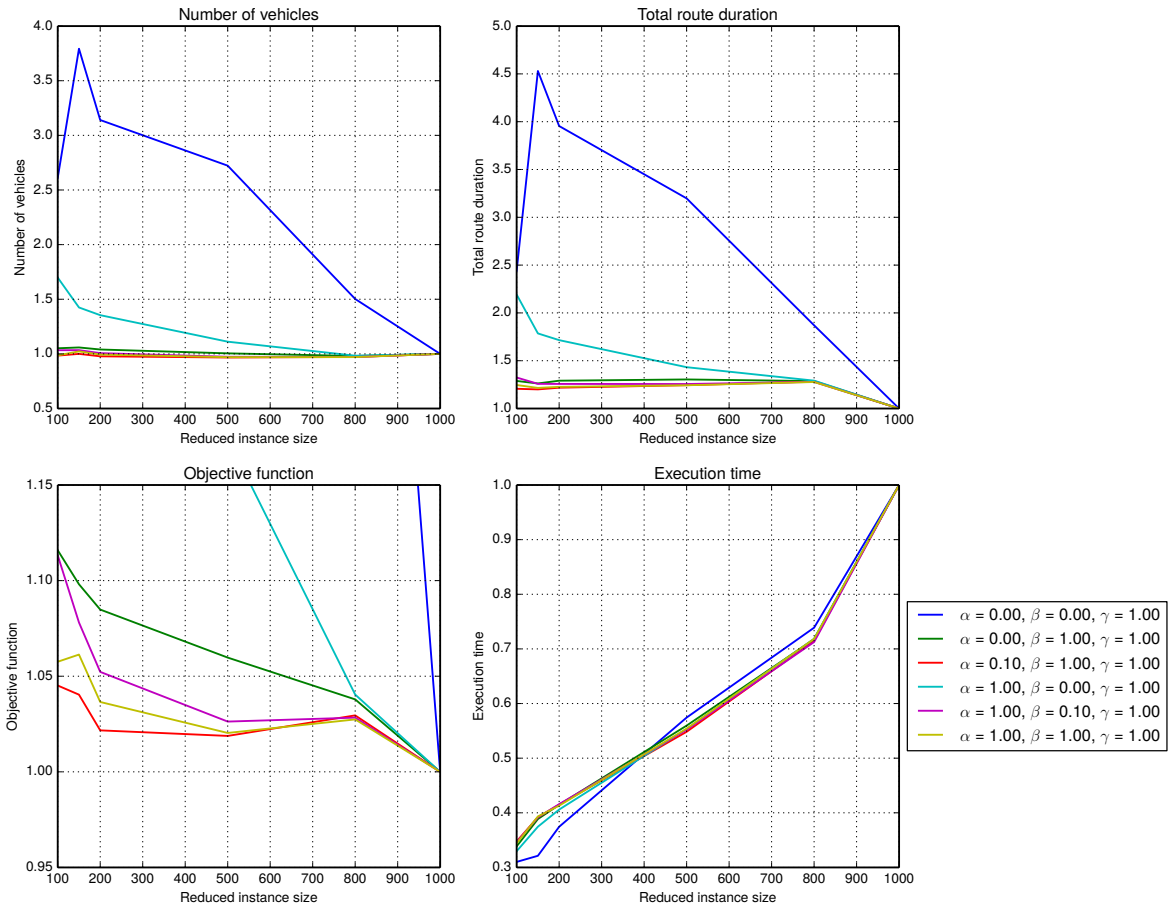 Number of vehicles
4.0
3.5
3.0
2.5
2.0
1.5
1.0
0.5
Number of vehicles
100 200 300 400 500 600 700 800 900 1000
Reduced instance size
Total route duration
5.0
4.5
4.0
3.5
3.0
2.5
2.0
1.5
1.0
Total route duration
100 200 300 400 500 600 700 800 900 1000
Reduced instance size
Objective function
1.15
1.10
1.05
1.00
0.95
Objective function
100 200 300 400 500 600 700 800 900 1000
Reduced instance size
Execution time
1.0
0.9
0.8
0.7
0.6
0.5
0.4
0.3
Execution time
100 200 300 400 500 600 700 800 900 1000
Reduced instance size
α = 0.00, β = 0.00, γ = 1.00
α = 0.00, β = 1.00, γ = 1.00
α = 0.10, β = 1.00, γ = 1.00
α = 1.00, β = 0.00, γ = 1.00
α = 1.00, β = 0.10, γ = 1.00
α = 1.00, β = 1.00, γ = 1.00